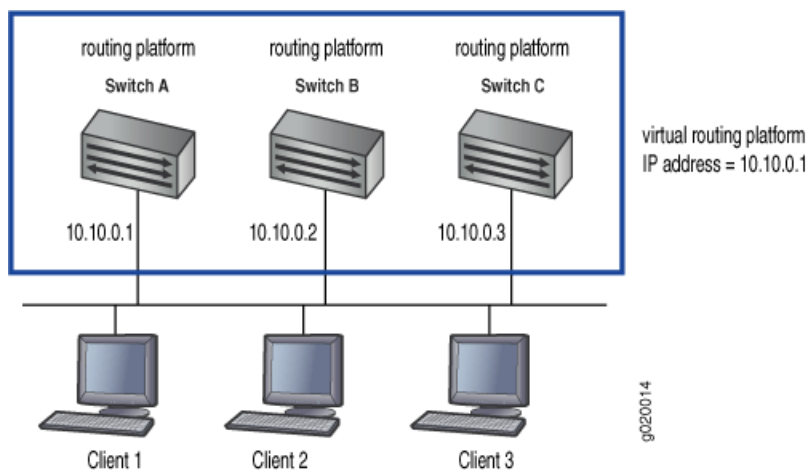 routing platform
routing platform
routing platform
Switch A
Switch B
Switch C
virtual routing platform
IP address = 10.10.0.1
10.10.0.1
10.10.0.2
10.10.0.3
Client 1
Client 2
Client 3
g020014